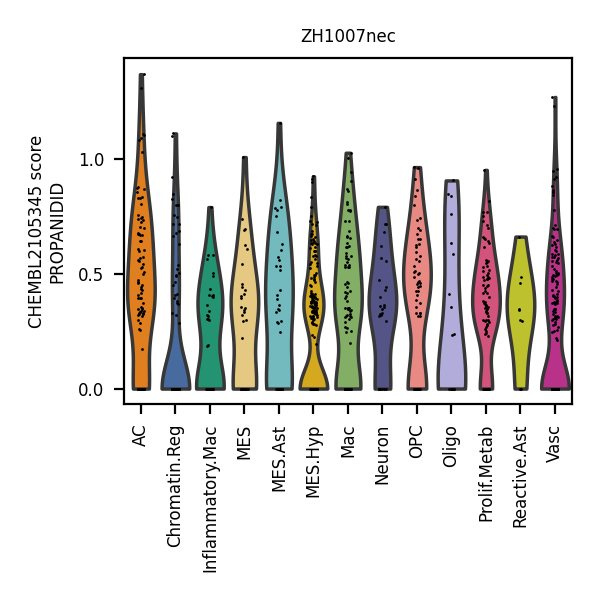 ZH1007nec
CHEMBL2105345 score
PROPANIDID
1.0
0.5
0.0
AC
Chromatin.Reg
Inflammatory.Mac
MES
MES.Ast
MES.Hyp
Mac
Neuron
OPC
Oligo
Prolif.Metab
Reactive.Ast
Vasc